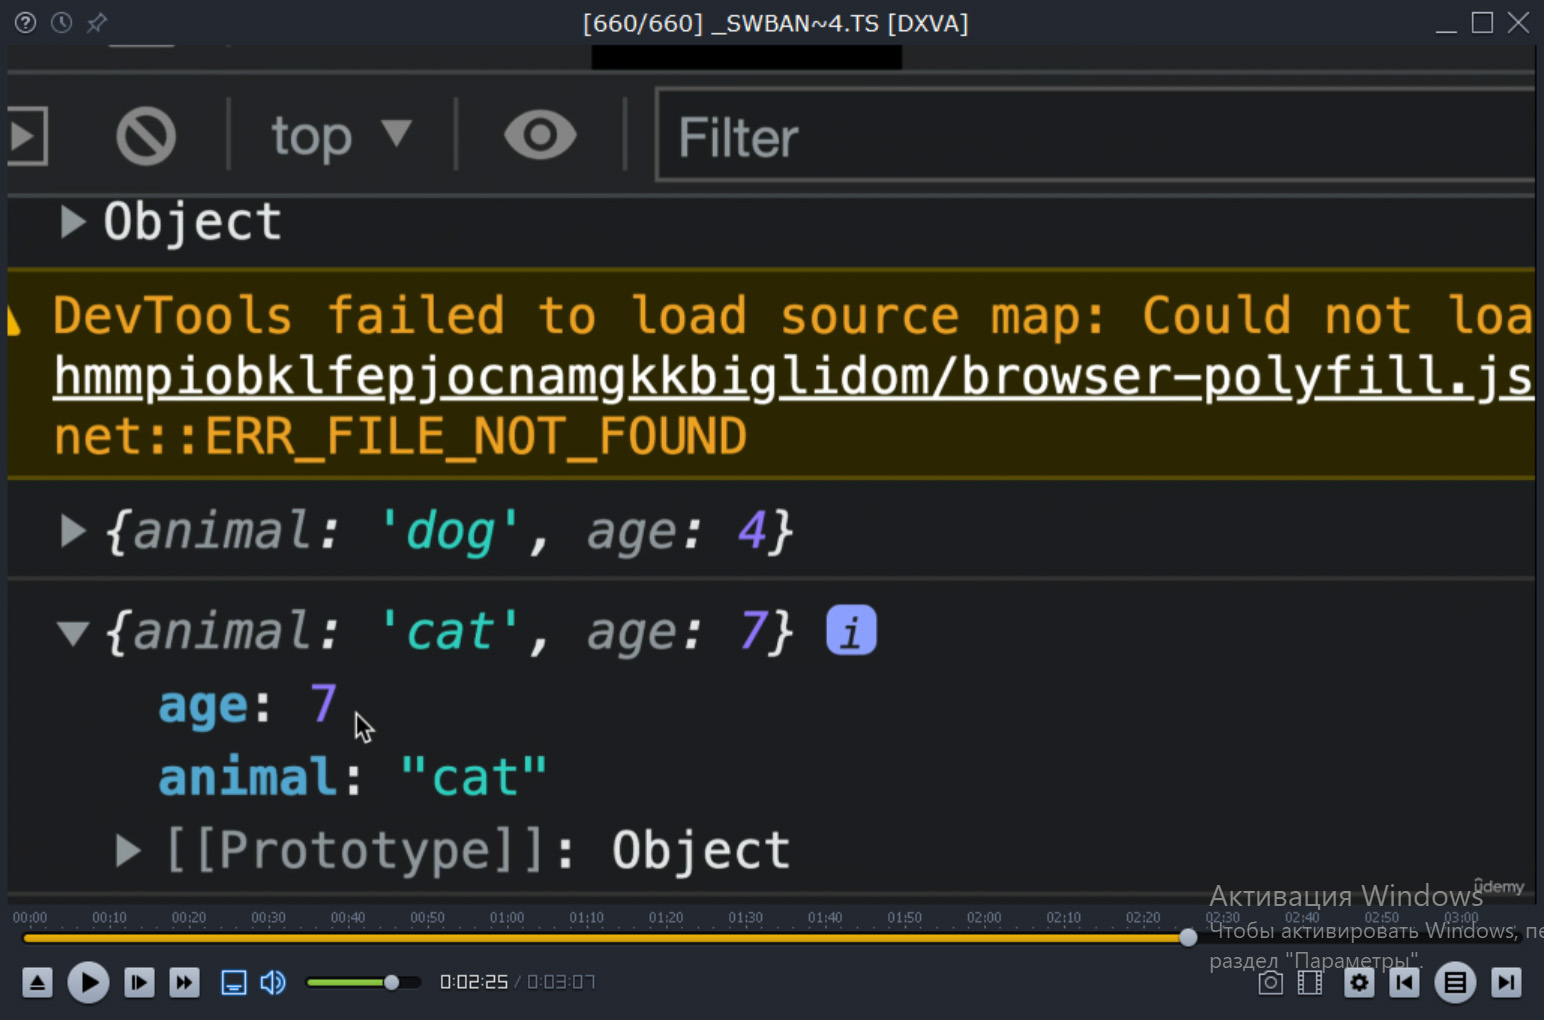 [660/660] _SWBAN~4.TS [DXVA]
top
Filter
Object
DevTools failed to load source map: Could not loa
hmmpiobklfepjocnamgkkbiglidom/browser-polyfill.js
net::ERR_FILE_NOT_FOUND
{animal: 'dog', age: 4}
{animal: 'cat', age: 7} i
age: 7
animal: "cat"
[[Prototype]]: Object
ûdemy
Активация Windows
00:00 00:10 00:20 00:30 00:40 00:50 01:00 01:10 01:20 01:30 01:40 01:50 02:00 02:10 02:20 02:30 02:40 02:50 03:00
Чтобы активировать Windows, пе
раздел "Параметры".
0:02:25 / 0:03:07